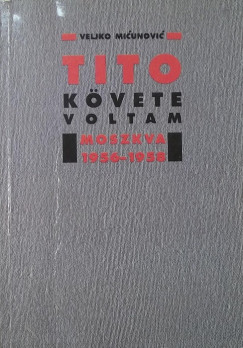 VELJKO MIĆUNOVIĆ
TITO
KÖVETE
VOLTAM
MOSZKVA
1956-1958